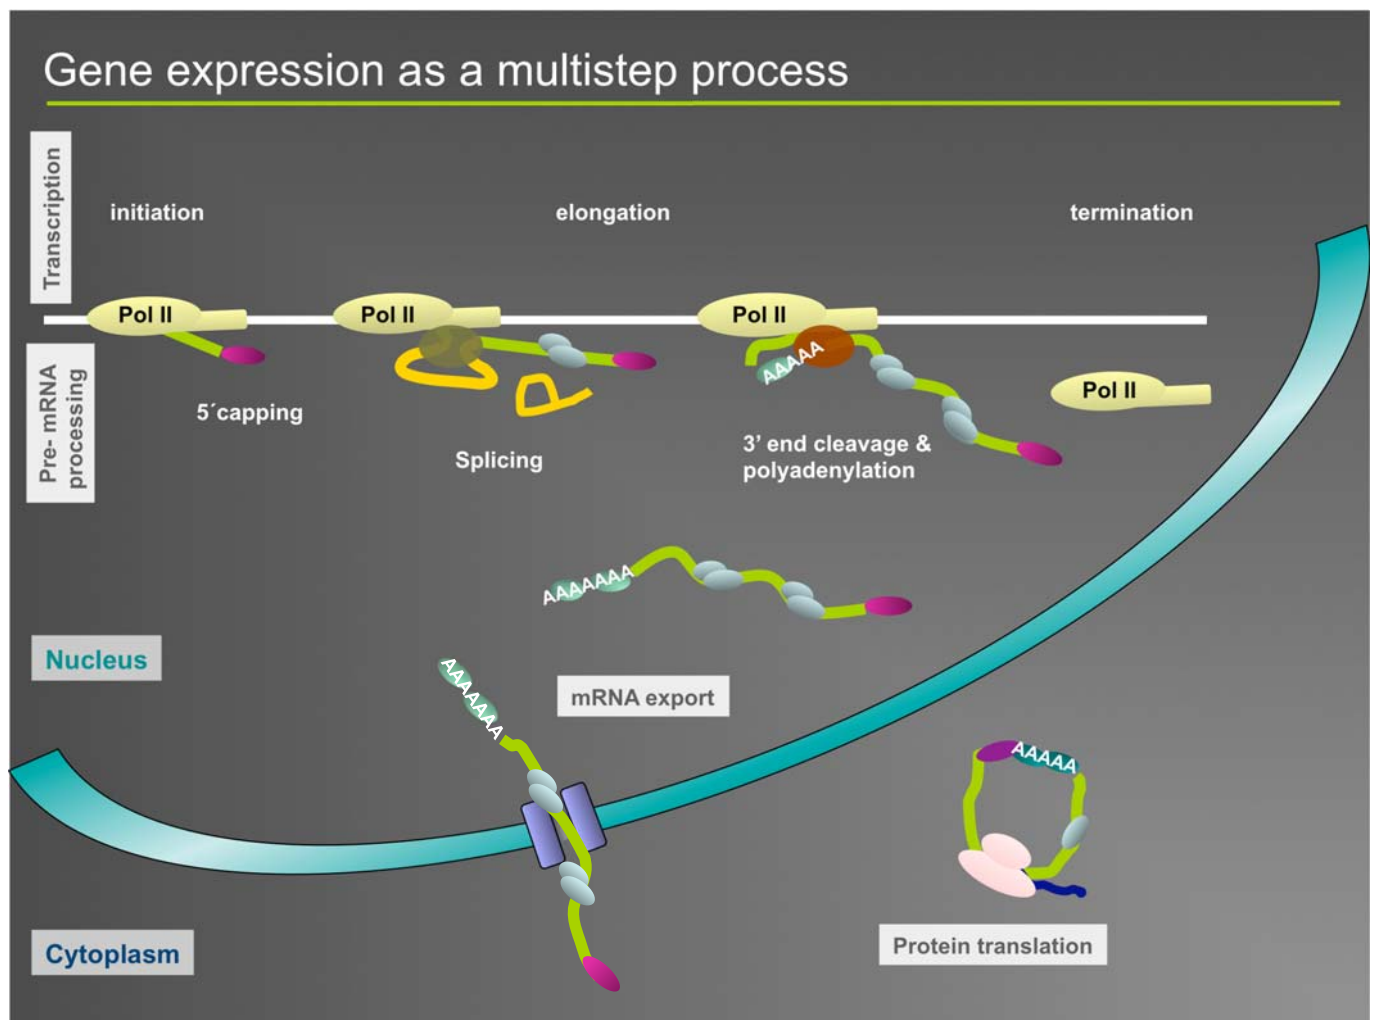 Gene expression as a multistep process
Transcription
initiation
elongation
termination
Pol II
Pol II
Pol II
Pol II
AAAAA
Pre- mRNA
processing
5´capping
Splicing
3’ end cleavage &
polyadenylation
AAAAAAA
Nucleus
AAAAAAA
mRNA export
AAAAA
Cytoplasm
Protein translation